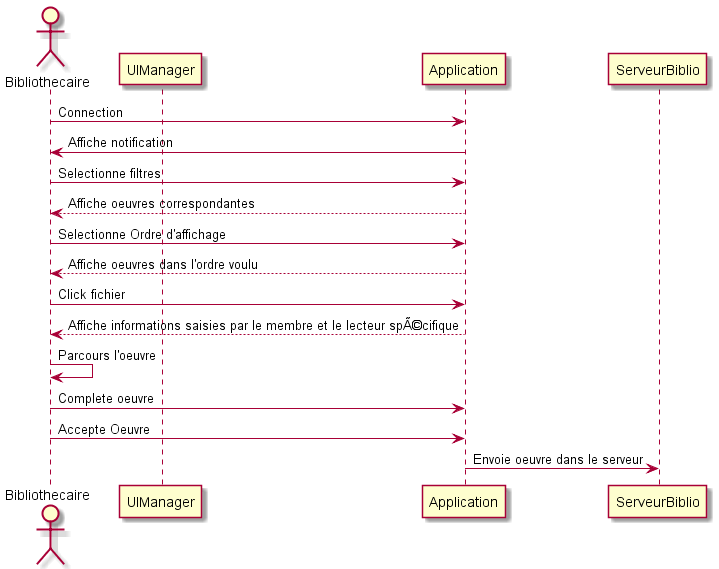 Bibliothecaire
UIManager
Application
ServeurBiblio
Connection
Affiche notification
Selectionne filtres
Affiche oeuvres correspondantes
Selectionne Ordre d'affichage
Affiche oeuvres dans l'ordre voulu
Click fichier
Affiche informations saisies par le membre et le lecteur spÃ©cifique
Parcours l'oeuvre
Complete oeuvre
Accepte Oeuvre
Envoie oeuvre dans le serveur
Bibliothecaire
UIManager
Application
ServeurBiblio